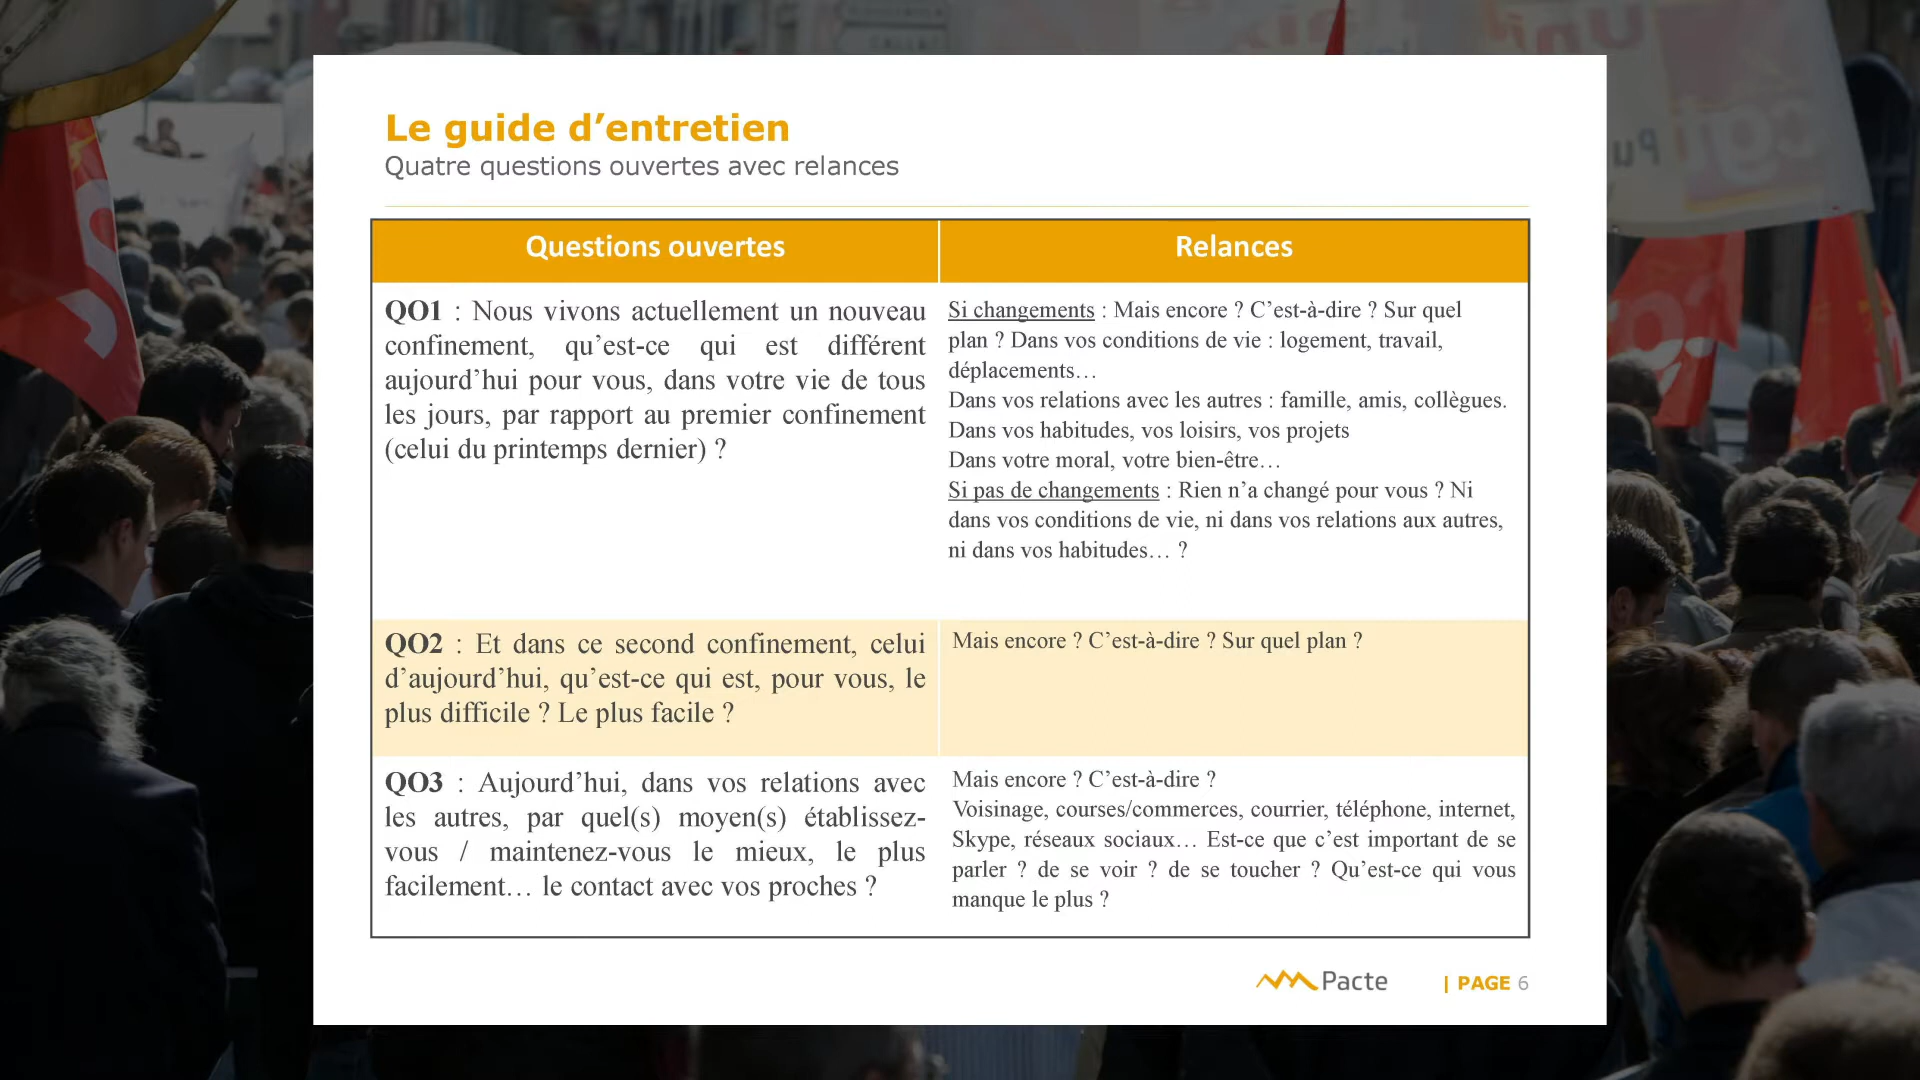 Le guide d’entretien
Quatre questions ouvertes avec relances
Questions ouvertes
Relances
QO1 : Nous vivons actuellement un nouveau
confinement, qu’est-ce qui est différent
aujourd’hui pour vous, dans votre vie de tous
les jours, par rapport au premier confinement
(celui du printemps dernier) ?
Si changements : Mais encore ? C’est-à-dire ? Sur quel
plan ? Dans vos conditions de vie : logement, travail,
déplacements…
Dans vos relations avec les autres : famille, amis, collègues.
Dans vos habitudes, vos loisirs, vos projets
Dans votre moral, votre bien-être…
Si pas de changements : Rien n’a changé pour vous ? Ni
dans vos conditions de vie, ni dans vos relations aux autres,
ni dans vos habitudes… ?
QO2 : Et dans ce second confinement, celui
d’aujourd’hui, qu’est-ce qui est, pour vous, le
plus difficile ? Le plus facile ?
Mais encore ? C’est-à-dire ? Sur quel plan ?
QO3 : Aujourd’hui, dans vos relations avec
les autres, par quel(s) moyen(s) établissez-
vous / maintenez-vous le mieux, le plus
facilement… le contact avec vos proches ?
Mais encore ? C’est-à-dire ?
Voisinage, courses/commerces, courrier, téléphone, internet,
Skype, réseaux sociaux… Est-ce que c’est important de se
parler ? de se voir ? de se toucher ? Qu’est-ce qui vous
manque le plus ?
Pacte
| PAGE 6